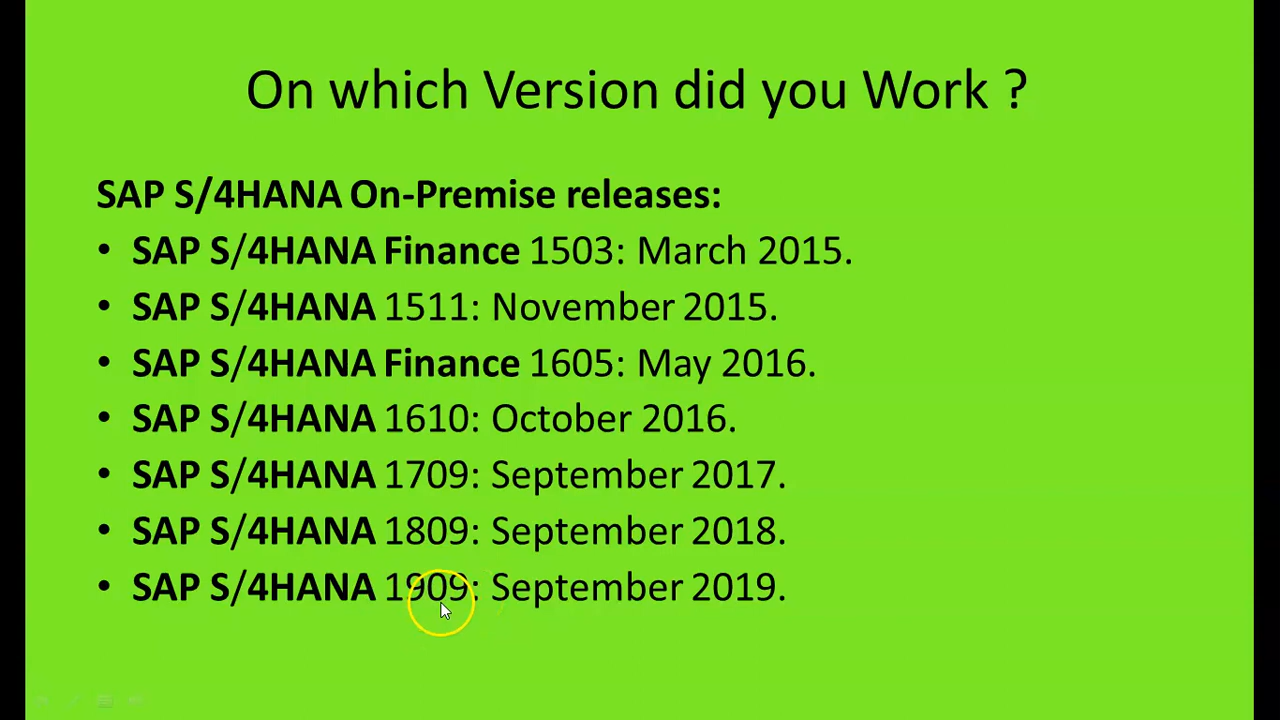 On which Version did you Work ?
SAP S/4HANA On-Premise releases:
• SAP S/4HANA Finance 1503: March 2015.
• SAP S/4HANA 1511: November 2015.
• SAP S/4HANA Finance 1605: May 2016.
• SAP S/4HANA 1610: October 2016.
• SAP S/4HANA 1709: September 2017.
• SAP S/4HANA 1809: September 2018.
• SAP S/4HANA 1909: September 2019.